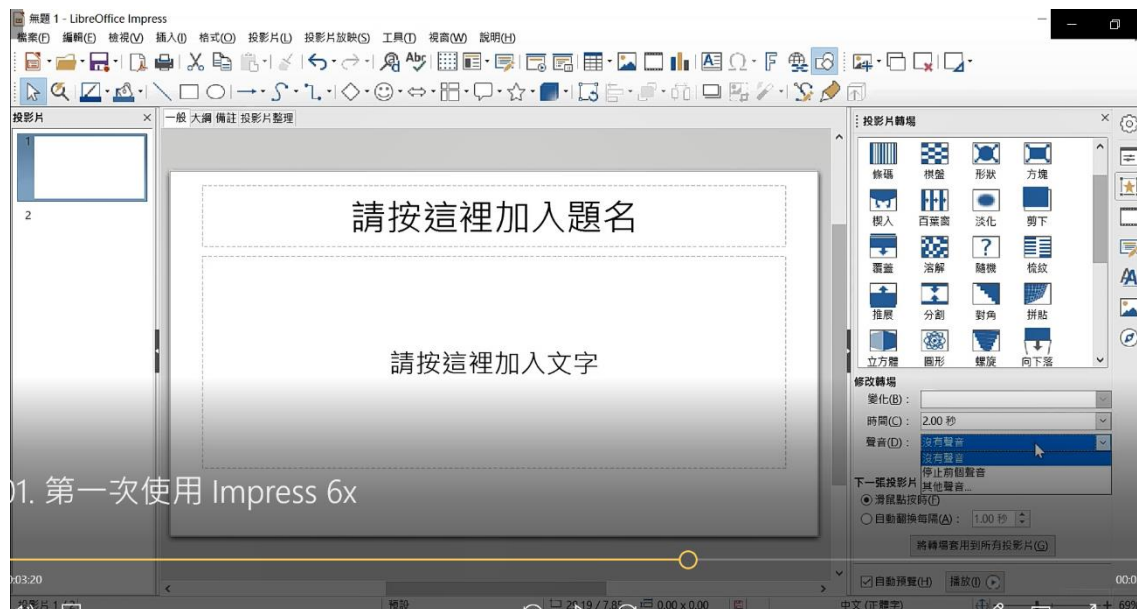 無題 1 - LibreOffice Impress
檔案(F) 編輯(E) 檢視(V) 插入(I) 格式(O) 投影片(L) 投影片放映(S) 工具(T) 視窗(W) 說明(H)
投影片
一般 大綱 備註 投影片整理
投影片轉場
1
2
請按這裡加入題名
請按這裡加入文字
條碼 棋盤 形狀 方塊
楔入 百葉窗 淡化 剪下
覆蓋 溶解 隨機 梳紋
推展 分割 對角 拼貼
立方體 圓形 螺旋 向下落
修改轉場
變化(B)：
時間(C)： 2.00 秒
聲音(D)： 沒有聲音
沒有聲音
停止前個聲音
其他聲音...
下一張投影片
滑鼠點按時(F)
自動翻換每隔(A)： 1.00 秒
將轉場套用到所有投影片(G)
自動預覽(H) 播放(I)
01. 第一次使用 Impress 6x
:03:20
00:0
預設
0.00 x 0.00
中文 (正體字)